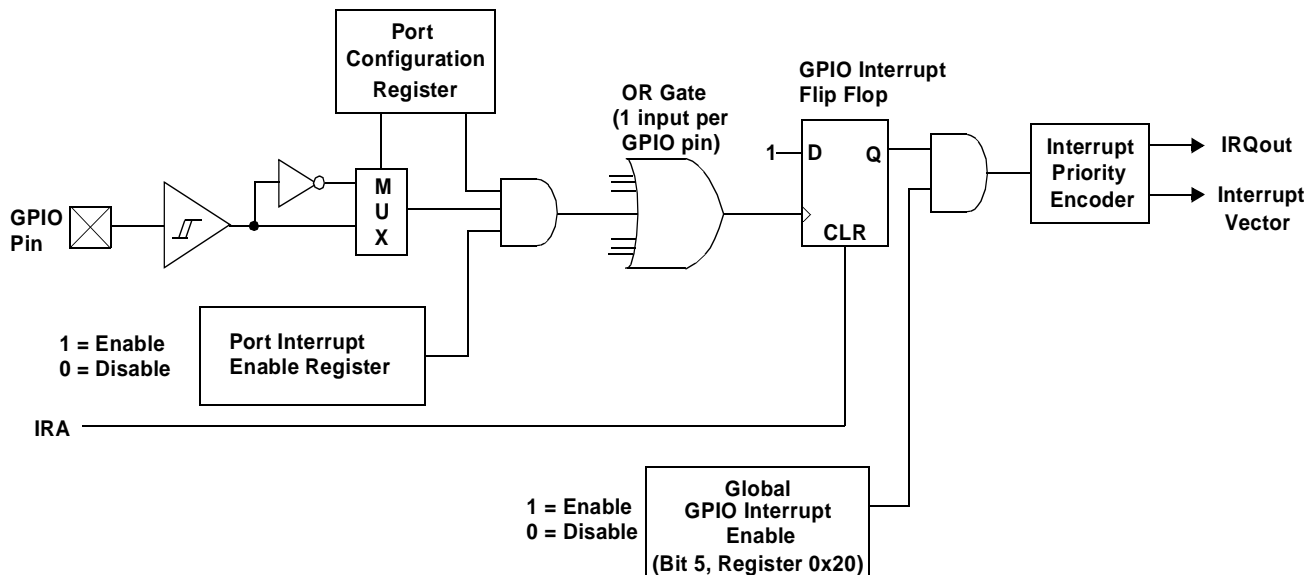 Port
Configuration
Register
GPIO Interrupt
Flip Flop
OR Gate
(1 input per
GPIO pin)
1
D
Q
CLR
M
U
X
GPIO
Pin
Interrupt
Priority
Encoder
IRQout
Interrupt
Vector
1 = Enable
0 = Disable
Port Interrupt
Enable Register
IRA
1 = Enable
0 = Disable
Global
GPIO Interrupt
Enable
(Bit 5, Register 0x20)